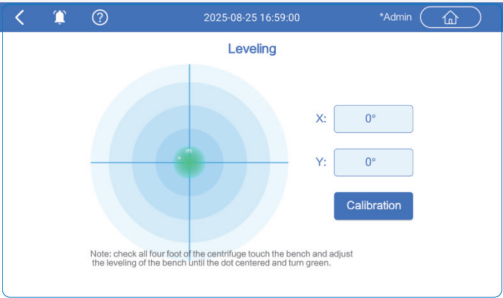 2025-08-25 16:59:00
*Admin
Leveling
X:
0°
Y:
0°
Calibration
Note: check all four foot of the centrifuge touch the bench and adjust
the leveling of the bench until the dot centered and turn green.